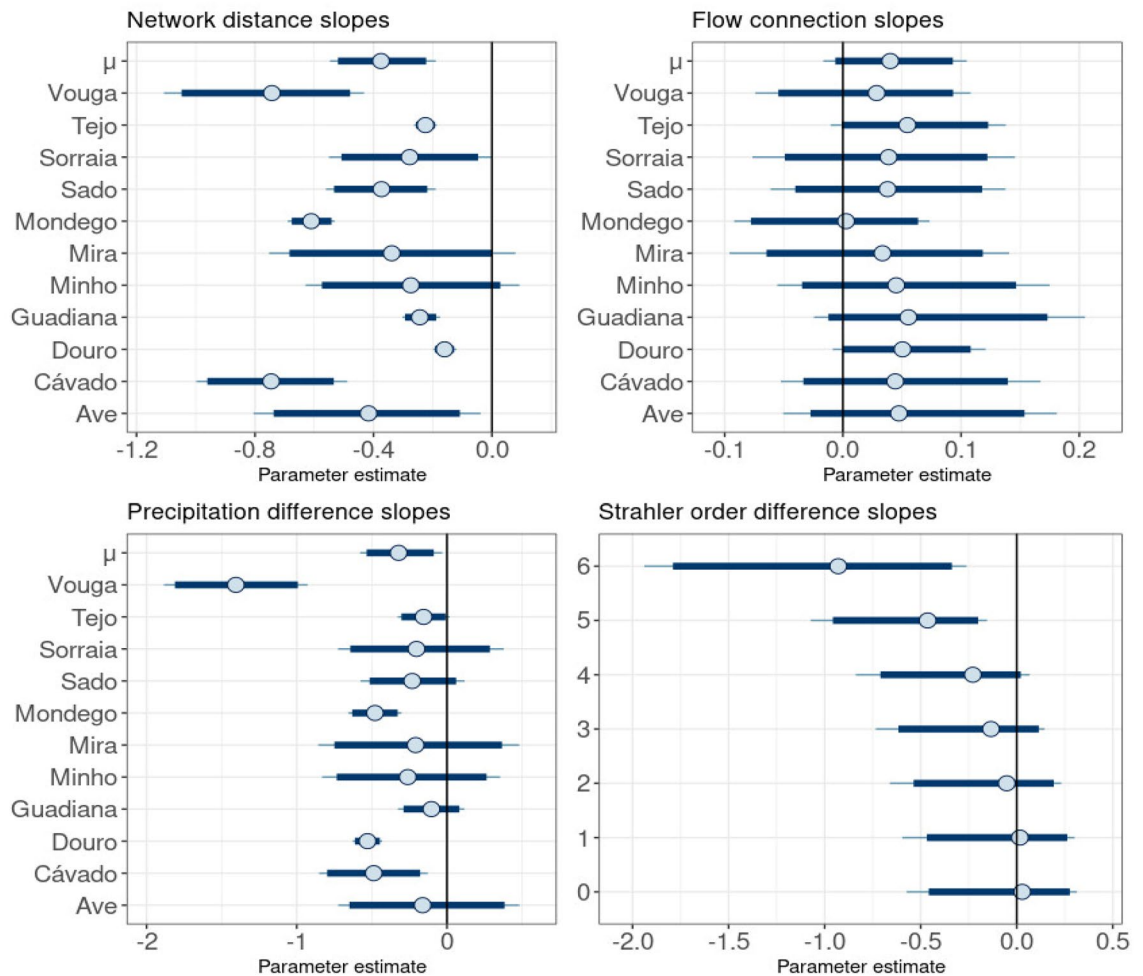 Network distance slopes
μ
Vouga
Tejo
Sorraia
Sado
Mondego
Mira
Minho
Guadiana
Douro
Cávado
Ave
-1.2 -0.8 -0.4 0.0
Parameter estimate
Flow connection slopes
μ
Vouga
Tejo
Sorraia
Sado
Mondego
Mira
Minho
Guadiana
Douro
Cávado
Ave
-0.1 0.0 0.1 0.2
Parameter estimate
Precipitation difference slopes
μ
Vouga
Tejo
Sorraia
Sado
Mondego
Mira
Minho
Guadiana
Douro
Cávado
Ave
-2 -1 0
Parameter estimate
Strahler order difference slopes
6
5
4
3
2
1
0
-2.0 -1.5 -1.0 -0.5 0.0 0.5
Parameter estimate